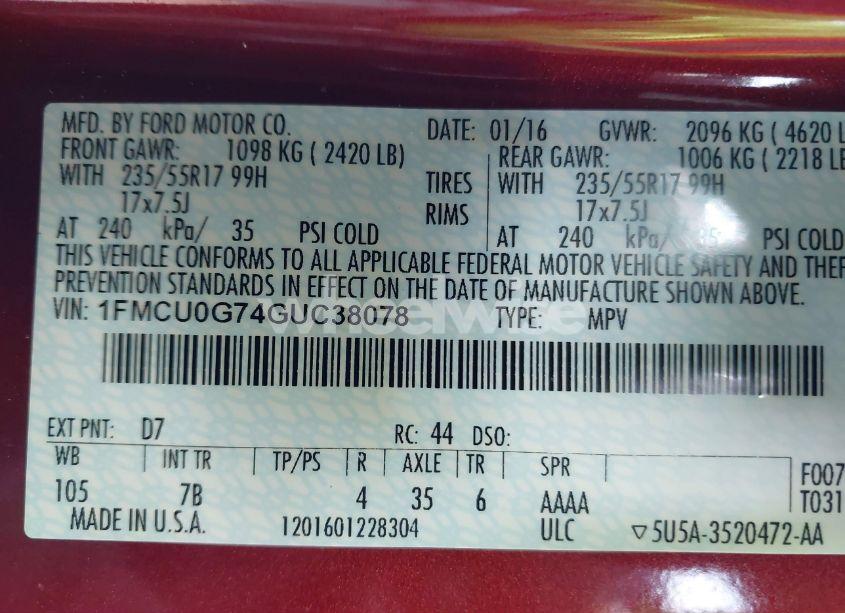 MFD. BY FORD MOTOR CO. DATE: 01/16 GVWR: 2096 KG ( 4620 L
FRONT GAWR: 1098 KG ( 2420 LB) REAR GAWR: 1006 KG ( 2218 LB
WITH 235/55R17 99H TIRES WITH 235/55R17 99H
17x7.5J RIMS 17x7.5J
AT 240 kPa/ 35 PSI COLD AT 240 kPa/ 35 PSI COLD
THIS VEHICLE CONFORMS TO ALL APPLICABLE FEDERAL MOTOR VEHICLE SAFETY AND THEF
PREVENTION STANDARDS IN EFFECT ON THE DATE OF MANUFACTURE SHOWN ABOVE.
VIN: 1FMCU0G74GUC38078 TYPE: MPV
EXT PNT: D7 RC: 44 DSO:
WB INT TR TP/PS R AXLE TR SPR F007
105 7B 4 35 6 AAAA T031
MADE IN U.S.A. 1201601228304 ULC ▽5U5A-3520472-AA